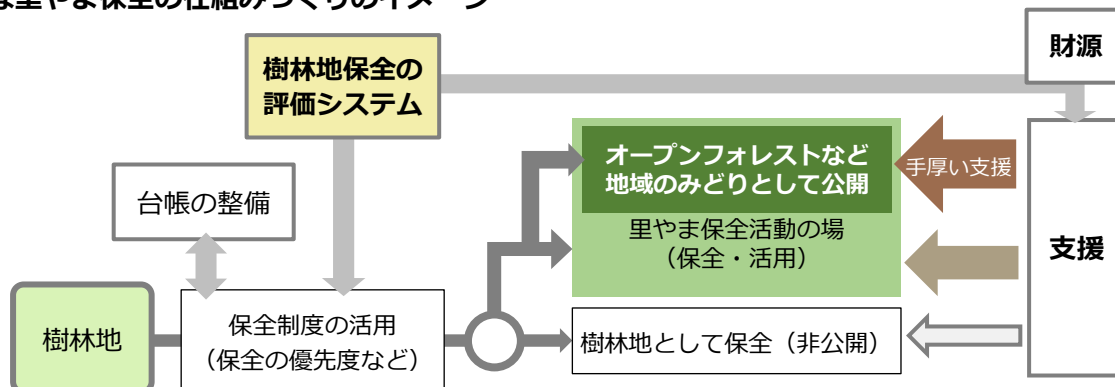 な里やま保全の仕組みづくりのイメージ
財源
樹林地保全の
評価システム
オープンフォレストなど
地域のみどりとして公開
手厚い支援
台帳の整備
里やま保全活動の場
（保全・活用）
支援
樹林地
保全制度の活用
（保全の優先度など）
樹林地として保全（非公開）